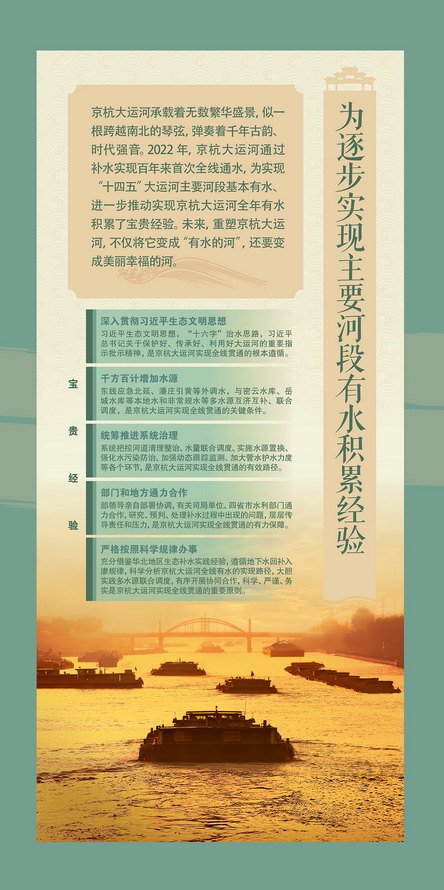 为逐步实现主要河段有水积累经验
京杭大运河承载着无数繁华盛景,似一
根跨越南北的琴弦,弹奏着千年古韵、
时代强音。2022年,京杭大运河通过
补水实现百年来首次全线通水,为实现
“十四五”大运河主要河段基本有水、
进一步推动实现京杭大运河全年有水
积累了宝贵经验。未来,重塑京杭大运
河,不仅将它变成“有水的河”,还要变
成美丽幸福的河。
宝贵经验
深入贯彻习近平生态文明思想
习近平生态文明思想,“十六字”治水思路,习近平
总书记关于保护好、传承好、利用好大运河的重要指
示批示精神,是京杭大运河实现全线贯通的根本遵循。
千方百计增加水源
东线应急北延、潘庄引黄等外调水,与密云水库、岳
城水库等本地水和非常规水等多水源互济互补、联合
调度,是京杭大运河实现全线贯通的关键条件。
统筹推进系统治理
系统把控河道清理整治、水量联合调度、实施水源置换、
强化水污染防治、加强动态跟踪监测、加大管水护水力度
等各个环节,是京杭大运河实现全线贯通的有效路径。
部门和地方通力合作
部领导亲自部署协调,有关司局单位、四省市水利部门通
力合作,研究、预判、处理补水过程中出现的问题,层层传
导责任和压力,是京杭大运河实现全线贯通的有力保障。
严格按照科学规律办事
充分借鉴华北地区生态补水实践经验,遵循地下水回补入
渗规律,科学分析京杭大运河全线有水的实现路径,大胆
实践多水源联合调度,有序开展协同合作,科学、严谨、务
实是京杭大运河实现全线贯通的重要原则。